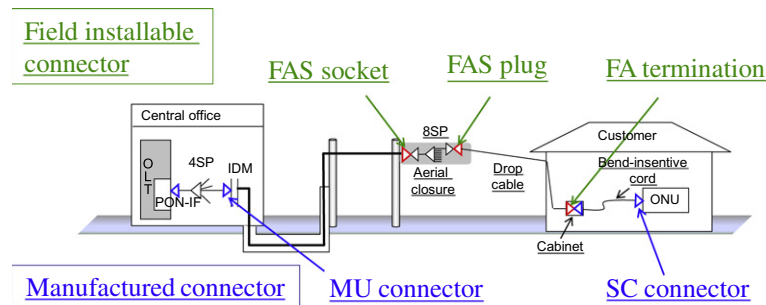 Field installable
connector
FAS socket
FAS plug
FA termination
Central office
8SP
Customer
OLT
4SP
IDM
PON-IF
Aerial
closure
Drop
cable
Bend-insentive
cord
ONU
Cabinet
Manufactured connector
MU connector
SC connector